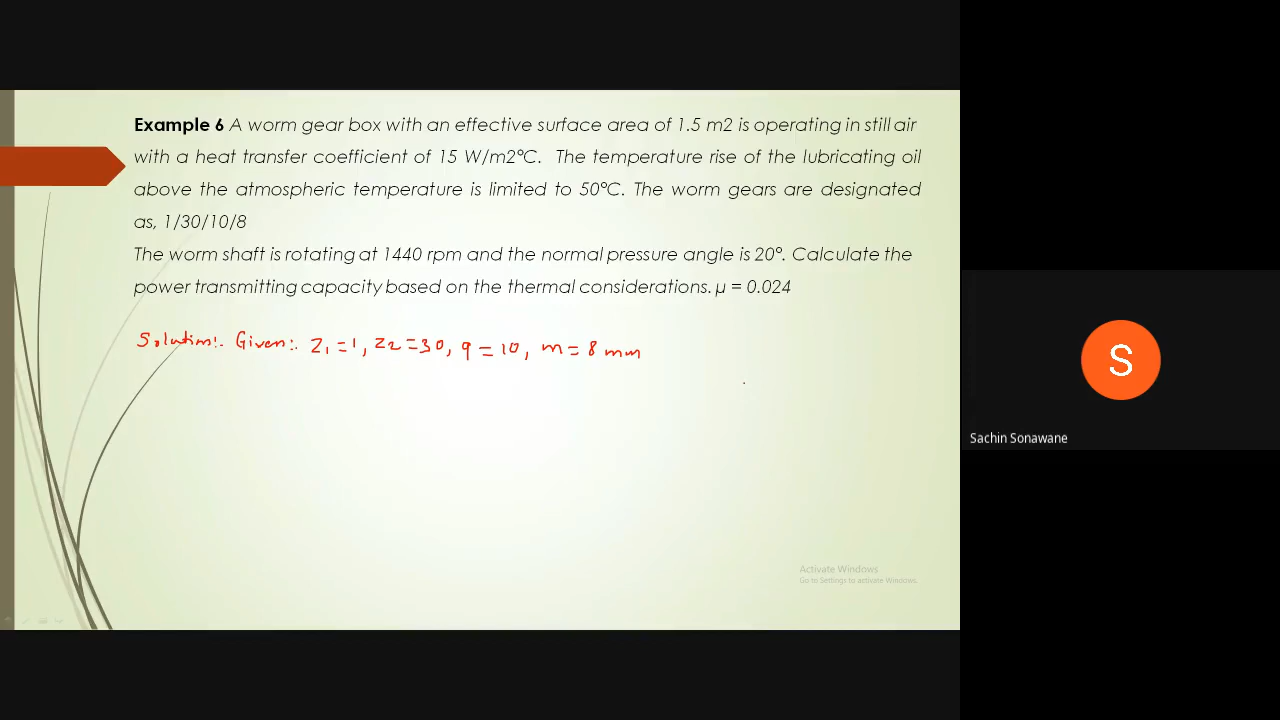 Example 6 A worm gear box with an effective surface area of 1.5 m2 is operating in still air
with a heat transfer coefficient of 15 W/m2°C. The temperature rise of the lubricating oil
above the atmospheric temperature is limited to 50°C. The worm gears are designated
as, 1/30/10/8
The worm shaft is rotating at 1440 rpm and the normal pressure angle is 20°. Calculate the
power transmitting capacity based on the thermal considerations. μ = 0.024
Solution:. Given:. Z1 = 1, Z2 = 30, q = 10, m = 8 mm
S
Sachin Sonawane
Activate Windows
Go to Settings to activate Windows.